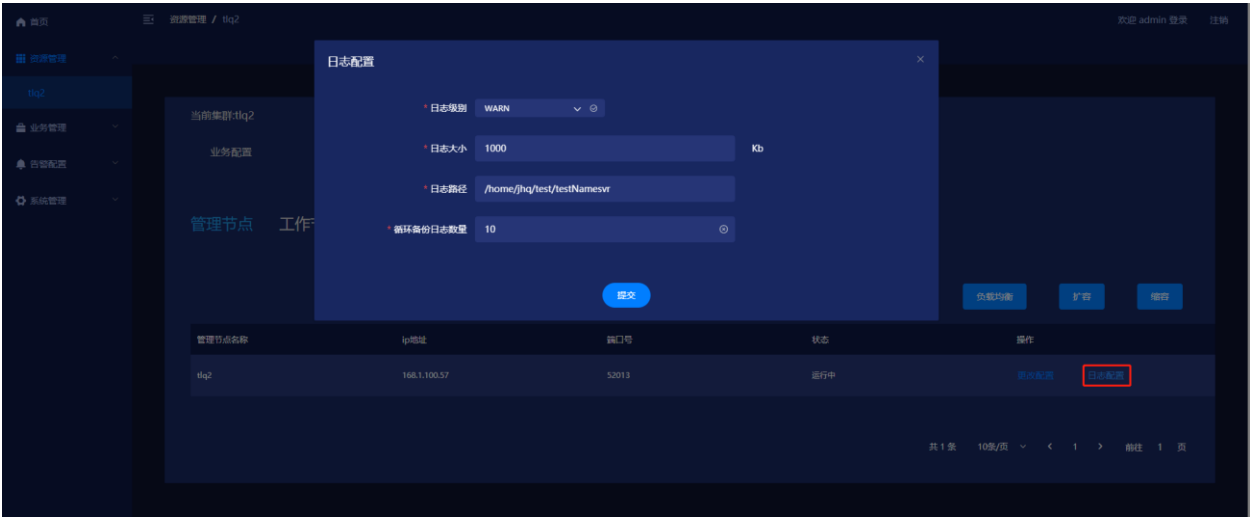 首页
资源管理 / tlq2
欢迎 admin 登录 注销
资源管理
tlq2
业务管理
告警配置
系统管理
当前集群:tlq2
业务配置
管理节点 工作
日志配置
* 日志级别 WARN
* 日志大小 1000 Kb
* 日志路径 /home/jhq/test/testNamesvr
* 循环备份日志数量 10
提交
负载均衡 扩容 缩容
管理节点名称 ip地址 端口号 状态 操作
tlq2 168.1.100.57 52013 运行中 更改配置 日志配置
共 1 条 10条/页 1 前往 1 页